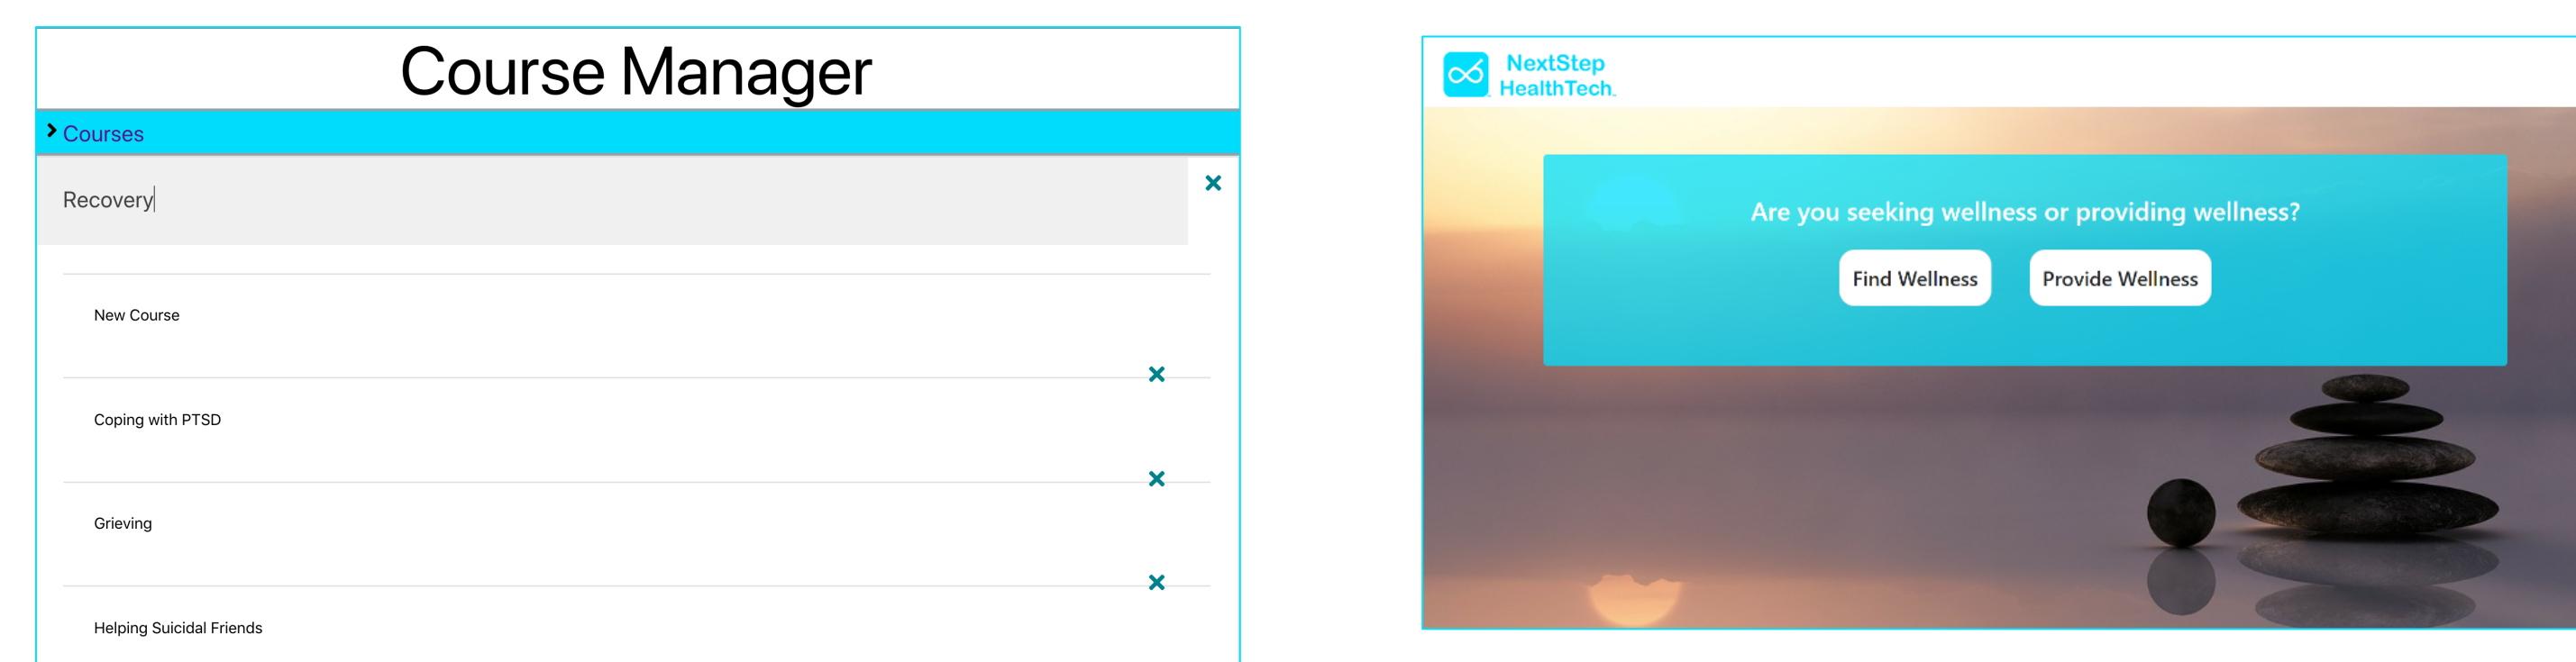 Course Manager
Courses
Recovery
New Course
Coping with PTSD
Grieving
Helping Suicidal Friends
NextStep
HealthTech
Are you seeking wellness or providing wellness?
Find Wellness
Provide Wellness